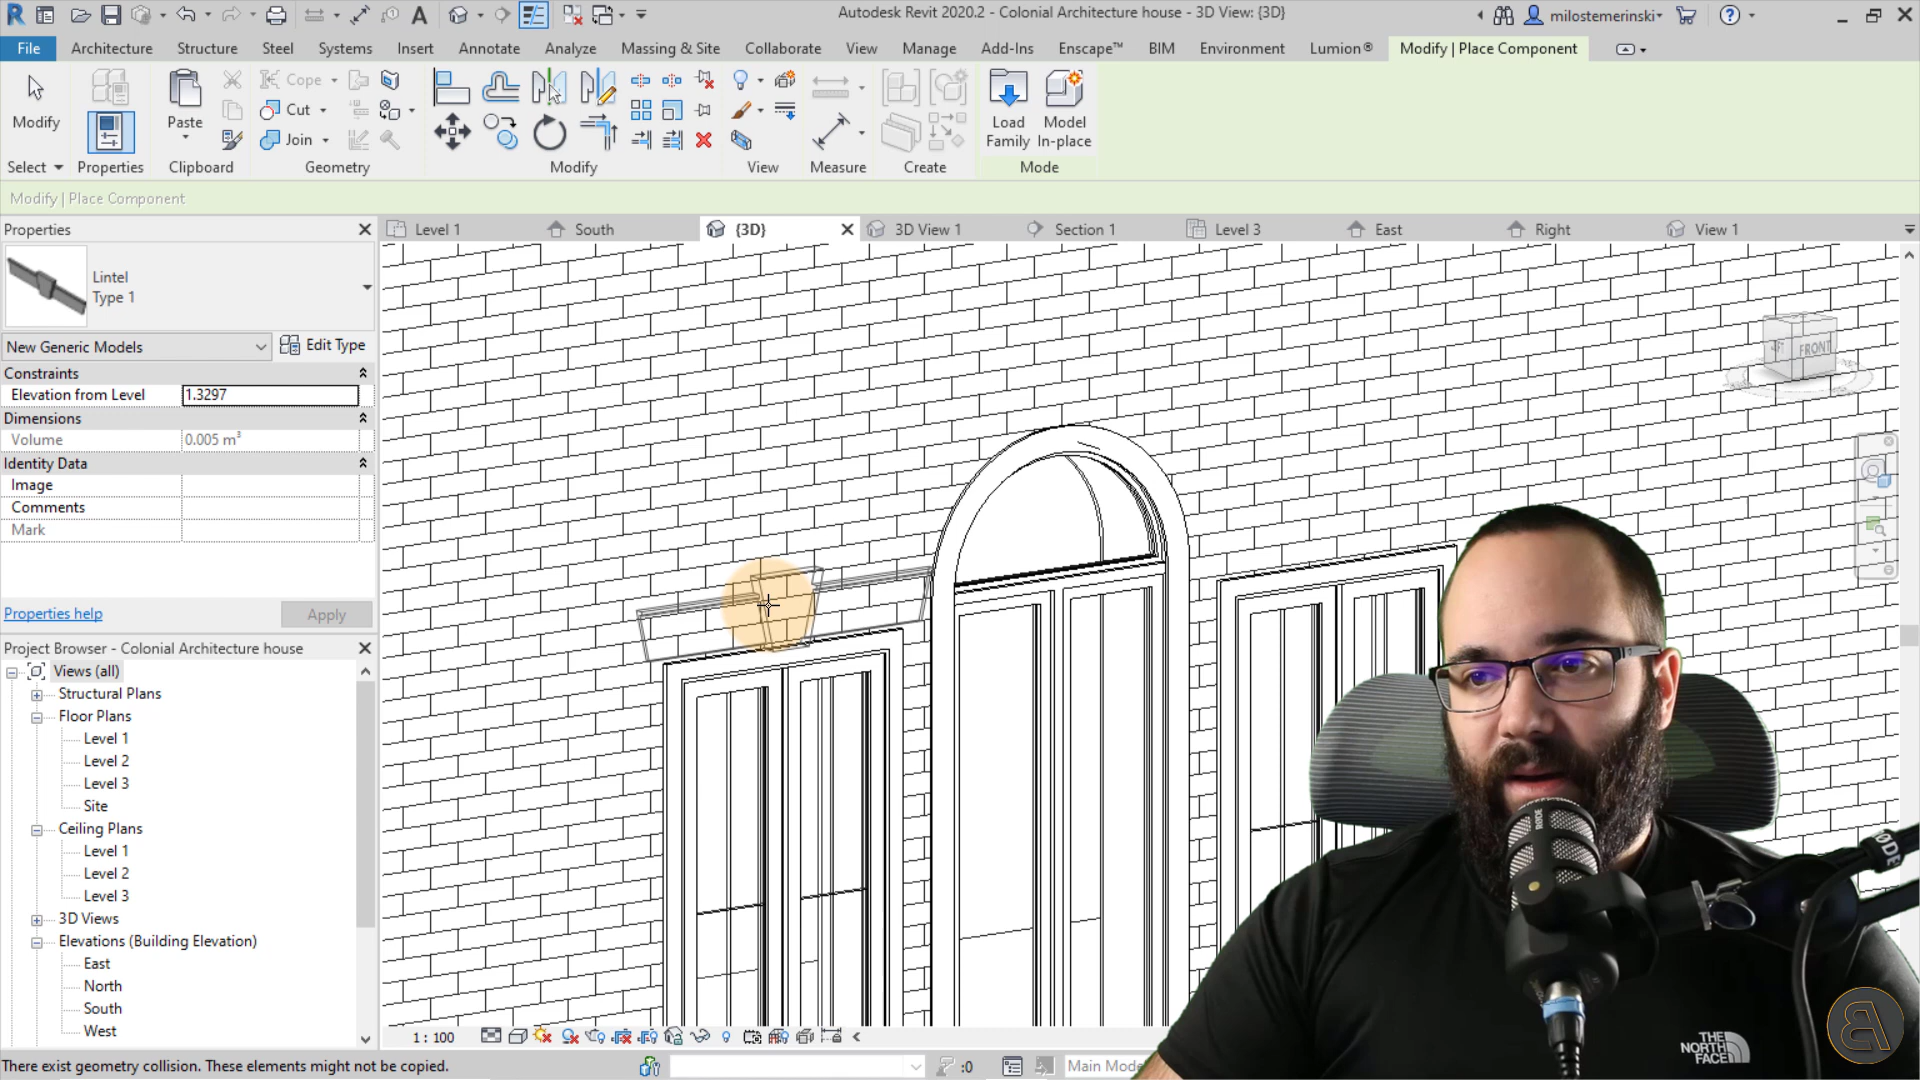 Autodesk Revit 2020.2 - Colonial Architecture house - 3D View: {3D}
milostemerinski
File Architecture Structure Steel Systems Insert Annotate Analyze Massing & Site Collaborate View Manage Add-Ins Enscape™ BIM Environment Lumion® Modify | Place Component
Modify
Paste
Cope
Cut
Join
Load Family
Model In-place
Select Properties Clipboard Geometry Modify View Measure Create Mode
Modify | Place Component
Properties
Level 1 South {3D} 3D View 1 Section 1 Level 3 East Right View 1
Lintel
Type 1
New Generic Models Edit Type
Constraints
Elevation from Level 1.3297
Dimensions
Volume 0.005 m³
Identity Data
Image
Comments
Mark
Properties help Apply
Project Browser - Colonial Architecture house
Views (all)
Structural Plans
Floor Plans
Level 1
Level 2
Level 3
Site
Ceiling Plans
Level 1
Level 2
Level 3
3D Views
Elevations (Building Elevation)
East
North
South
West
FRONT
RØDE
THE NORTH FACE
1 : 100
There exist geometry collision. These elements might not be copied.
:0
Main Mode